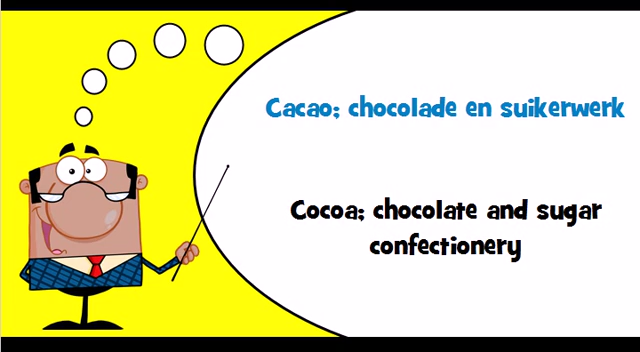 Cacao; chocolade en suikerwerk
Cocoa; chocolate and sugar
confectionery